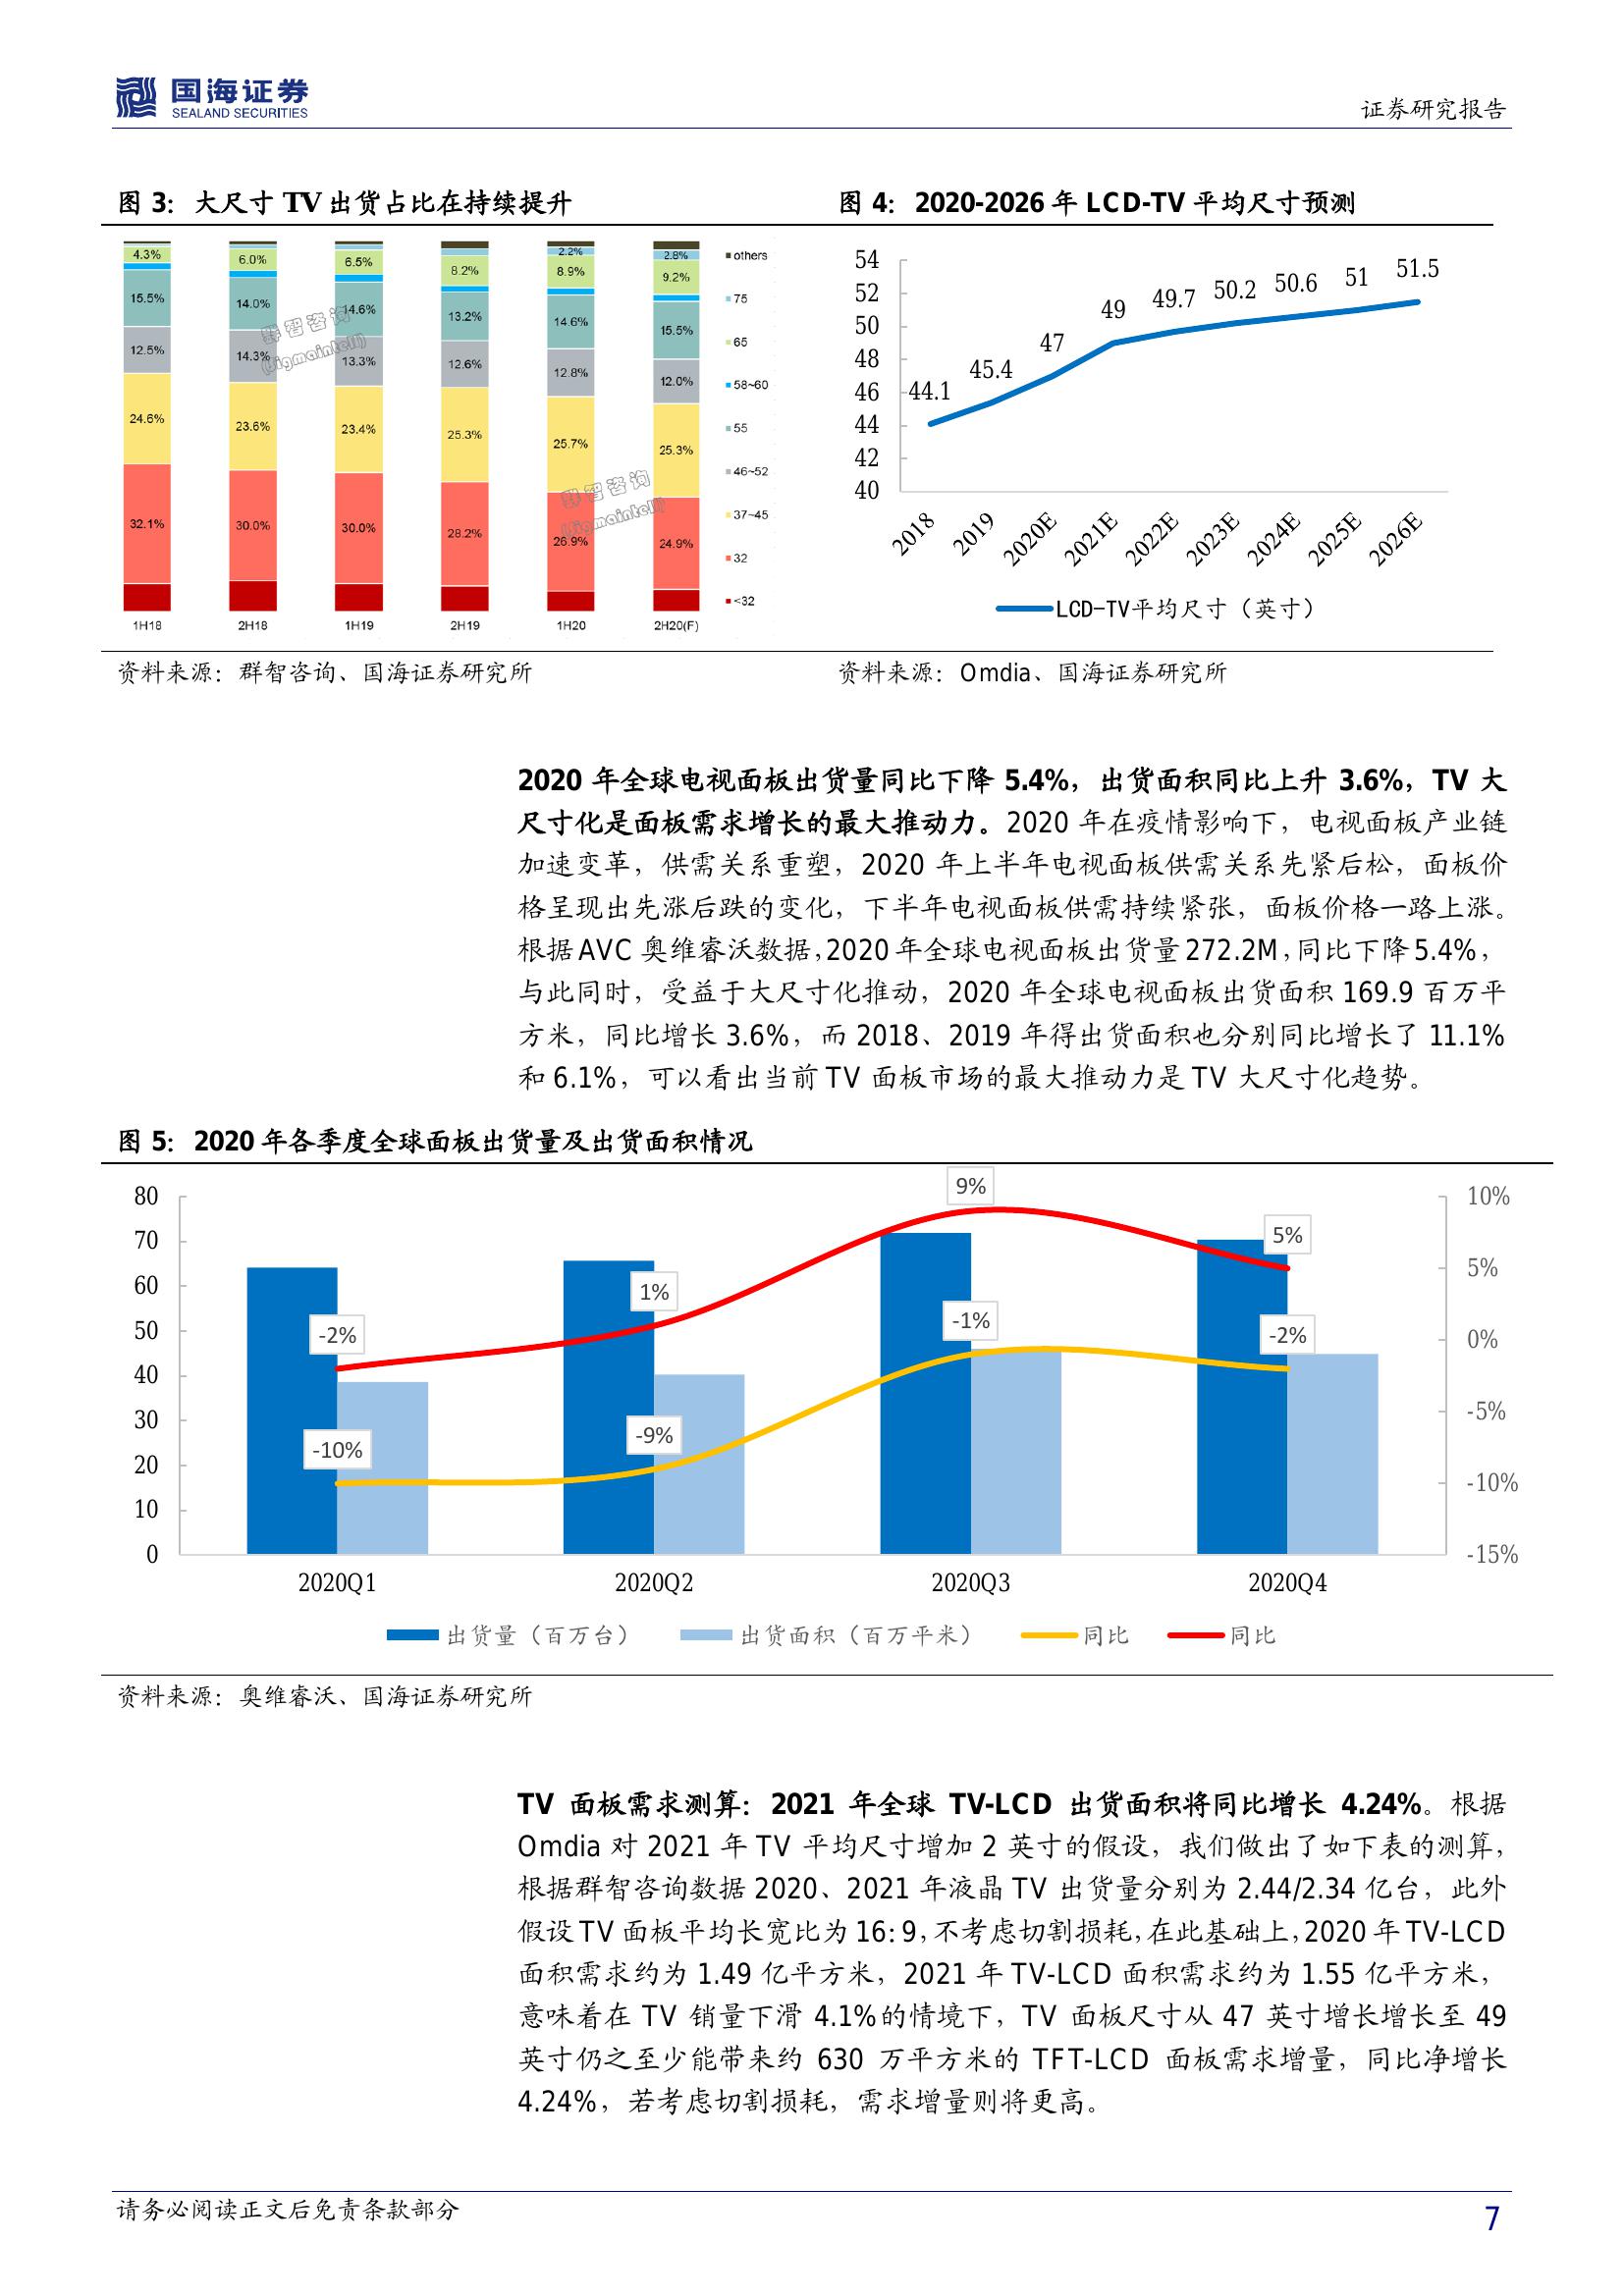 国海证券
SEALAND SECURITIES
证券研究报告
图 3：大尺寸 TV 出货占比在持续提升
4.3% 6.0% 6.5% 8.2% 2.2% 2.8%
8.9% 9.2%
15.5% 14.0% 14.6% 13.2% 14.6% 15.5%
12.5% 14.3% 13.3% 12.6% 12.8% 12.0%
24.6% 23.6% 23.4% 25.3% 25.7% 25.3%
32.1% 30.0% 30.0% 28.2% 26.9% 24.9%
群智咨询
(Sigmaintell)
群智咨询
(Sigmaintell)
1H18 2H18 1H19 2H19 1H20 2H20(F)
others
75
65
58~60
55
46~52
37~45
32
<32
资料来源：群智咨询、国海证券研究所
图 4：2020-2026 年 LCD-TV 平均尺寸预测
54
52
50
48
46
44
42
40
44.1 45.4 47 49 49.7 50.2 50.6 51 51.5
2018 2019 2020E 2021E 2022E 2023E 2024E 2025E 2026E
LCD-TV平均尺寸（英寸）
资料来源：Omdia、国海证券研究所
2020 年全球电视面板出货量同比下降 5.4%，出货面积同比上升 3.6%，TV 大
尺寸化是面板需求增长的最大推动力。2020 年在疫情影响下，电视面板产业链
加速变革，供需关系重塑，2020 年上半年电视面板供需关系先紧后松，面板价
格呈现出先涨后跌的变化，下半年电视面板供需持续紧张，面板价格一路上涨。
根据 AVC 奥维睿沃数据，2020 年全球电视面板出货量 272.2M，同比下降 5.4%，
与此同时，受益于大尺寸化推动，2020 年全球电视面板出货面积 169.9 百万平
方米，同比增长 3.6%，而 2018、2019 年得出货面积也分别同比增长了 11.1%
和 6.1%，可以看出当前 TV 面板市场的最大推动力是 TV 大尺寸化趋势。
图 5：2020 年各季度全球面板出货量及出货面积情况
80
70
60
50
40
30
20
10
0
10%
5%
0%
-5%
-10%
-15%
-2% 1% 9% 5%
-10% -9% -1% -2%
2020Q1 2020Q2 2020Q3 2020Q4
出货量（百万台） 出货面积（百万平米） 同比 同比
资料来源：奥维睿沃、国海证券研究所
TV 面板需求测算：2021 年全球 TV-LCD 出货面积将同比增长 4.24%。根据
Omdia 对 2021 年 TV 平均尺寸增加 2 英寸的假设，我们做出了如下表的测算，
根据群智咨询数据 2020、2021 年液晶 TV 出货量分别为 2.44/2.34 亿台，此外
假设 TV 面板平均长宽比为 16:9，不考虑切割损耗，在此基础上，2020 年 TV-LCD
面积需求约为 1.49 亿平方米，2021 年 TV-LCD 面积需求约为 1.55 亿平方米，
意味着在 TV 销量下滑 4.1%的情境下，TV 面板尺寸从 47 英寸增长增长至 49
英寸仍之至少能带来约 630 万平方米的 TFT-LCD 面板需求增量，同比净增长
4.24%，若考虑切割损耗，需求增量则将更高。
请务必阅读正文后免责条款部分
7